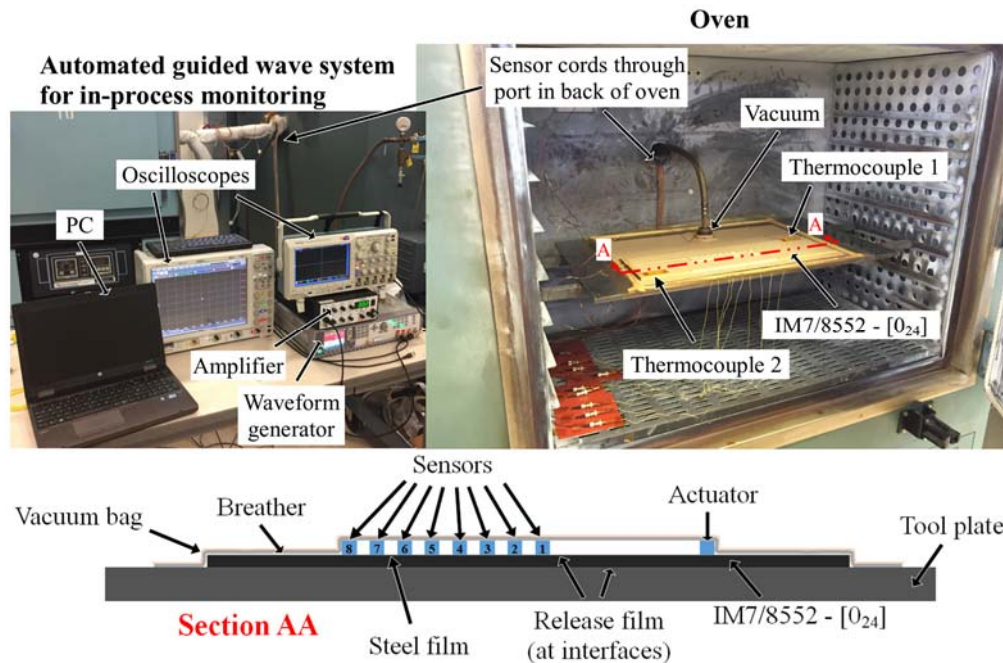 Oven
Automated guided wave system
for in-process monitoring
Sensor cords through
port in back of oven
Vacuum
Thermocouple 1
Oscilloscopes
PC
A
A
IM7/8552 - [0₂₄]
Amplifier
Thermocouple 2
Waveform
generator
Sensors
Actuator
Vacuum bag
Breather
Tool plate
8 7 6 5 4 3 2 1
Section AA
Steel film
Release film
(at interfaces)
IM7/8552 - [0₂₄]